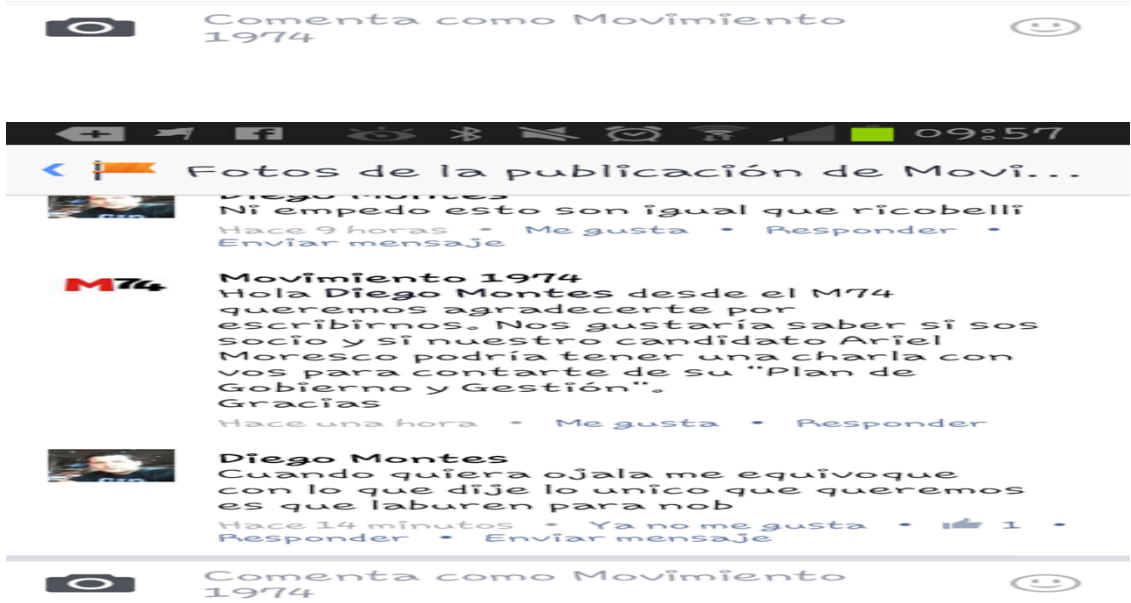 Comenta como Movimiento
1974
09:57
Fotos de la publicación de Movi...
Diego Montes
Ni empedo esto son igual que ricobelli
Hace 9 horas • Me gusta • Responder •
Enviar mensaje
M74
Movimiento 1974
Hola Diego Montes desde el M74
queremos agradecerte por
escribirnos. Nos gustaría saber si sos
socio y si nuestro candidato Ariel
Moresco podría tener una charla con
vos para contarte de su "Plan de
Gobierno y Gestión".
Gracias
Hace una hora • Me gusta • Responder
Diego Montes
Cuando quiera ojala me equivoque
con lo que dije lo unico que queremos
es que laburen para nob
Hace 14 minutos • Ya no me gusta • 1 •
Responder • Enviar mensaje
Comenta como Movimiento
1974